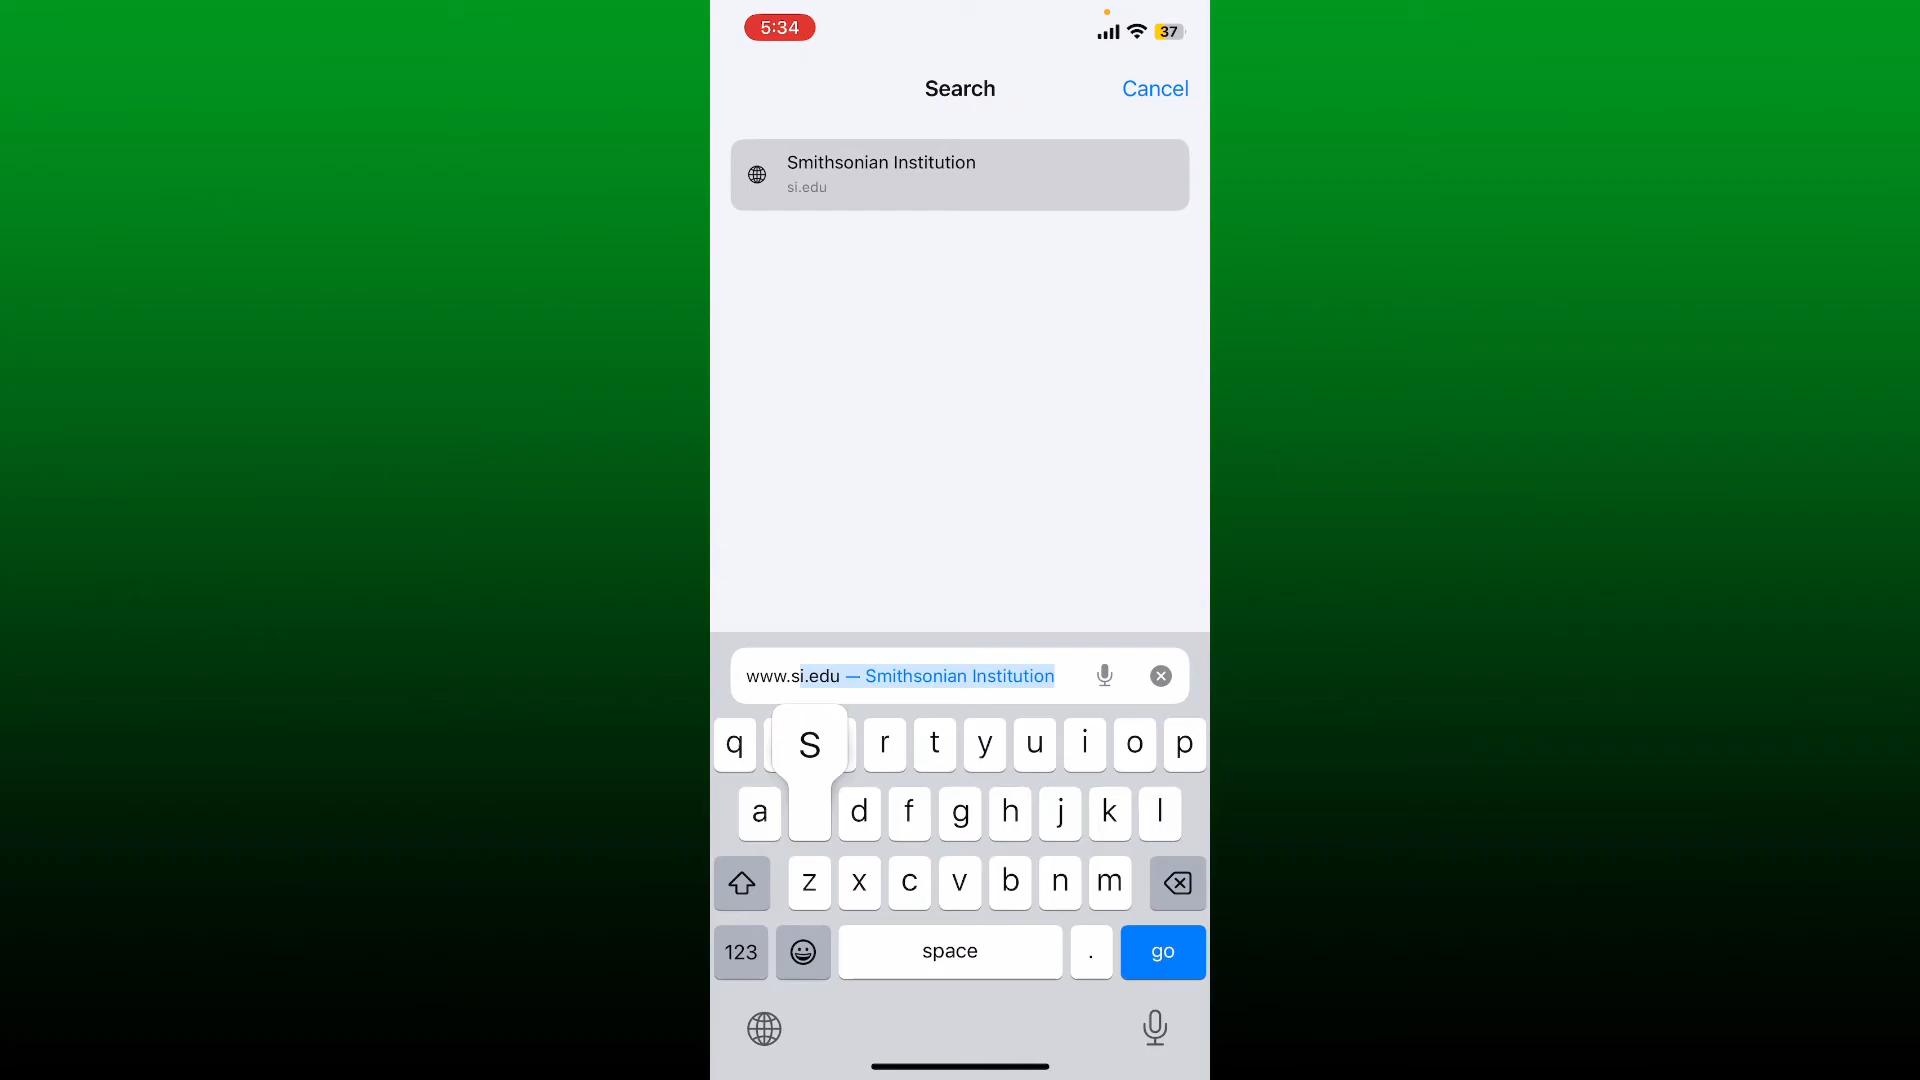 5:34
37
Search
Cancel
Smithsonian Institution
si.edu
www.si.edu — Smithsonian Institution
q S r t y u i o p
a d f g h j k l
z x c v b n m
123 space . go